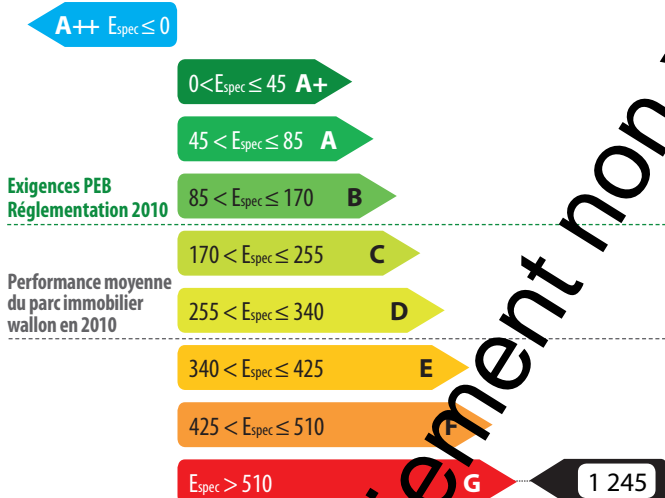 A++ Espec ≤ 0
0<Espec ≤ 45 A+
45 < Espec ≤ 85 A
Exigences PEB
Réglementation 2010
85 < Espec ≤ 170 B
170 < Espec ≤ 255 C
Performance moyenne
du parc immobilier
wallon en 2010
255 < Espec ≤ 340 D
340 < Espec ≤ 425 E
425 < Espec ≤ 510 F
Espec > 510 G
1 245
ement non